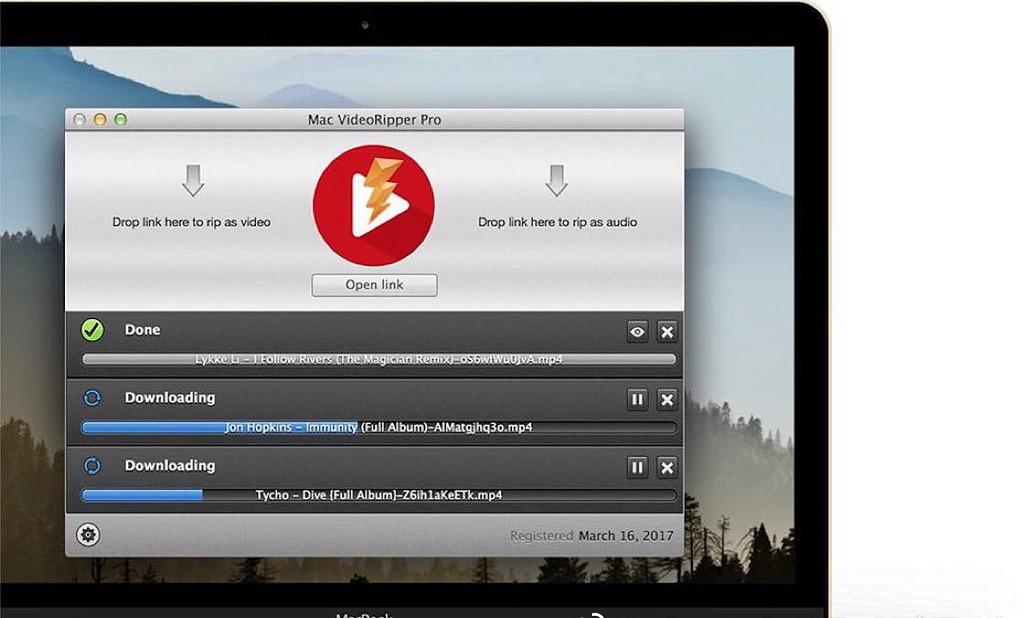 Mac VideoRipper Pro
Drop link here to rip as video
Drop link here to rip as audio
Open link
Done
Lykke Li – I Follow Rivers (The Magician Remix)-oS6wIWu0JvA.mp4
Downloading
Jon Hopkins – Immunity (Full Album)-AlMatgjhq3o.mp4
Downloading
Tycho – Dive {Full Album}-Z6ih1aKeETk.mp4
Registered March 16, 2017
MacBook